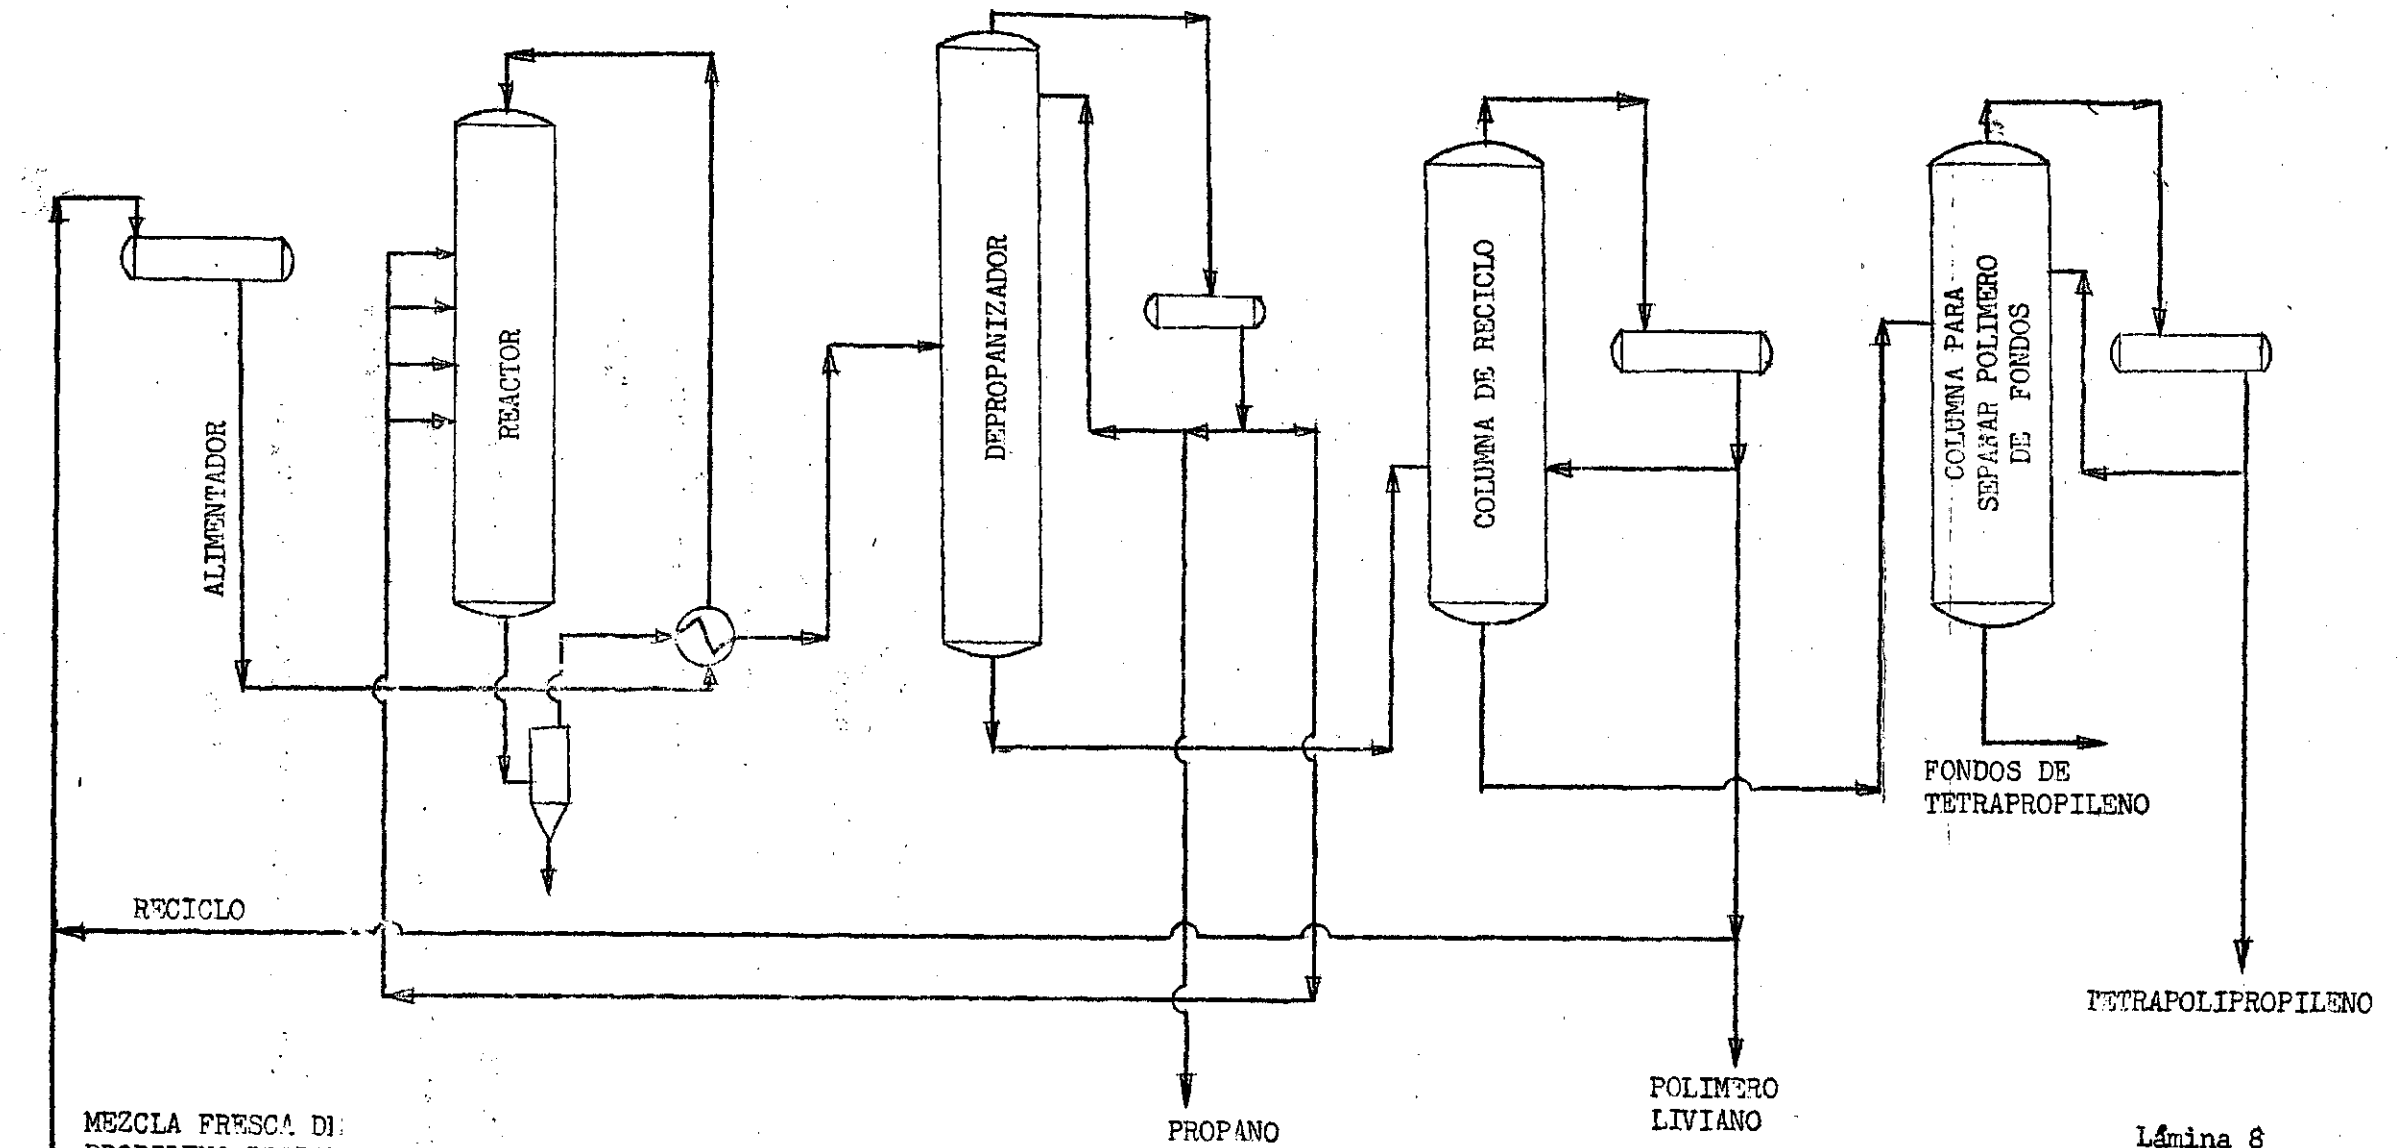 ALIMENTADOR
REACTOR
DEPROPANIZADOR
COLUMNA DE RECICLO
COLUMNA PARA
SEPARAR POLIMERO
DE FONDOS
FONDOS DE
TETRAPROPILENO
RECICLO
TETRAPOLIPROPILENO
POLIMERO
LIVIANO
PROPANO
MEZCLA FRESCA DE
Lámina 8